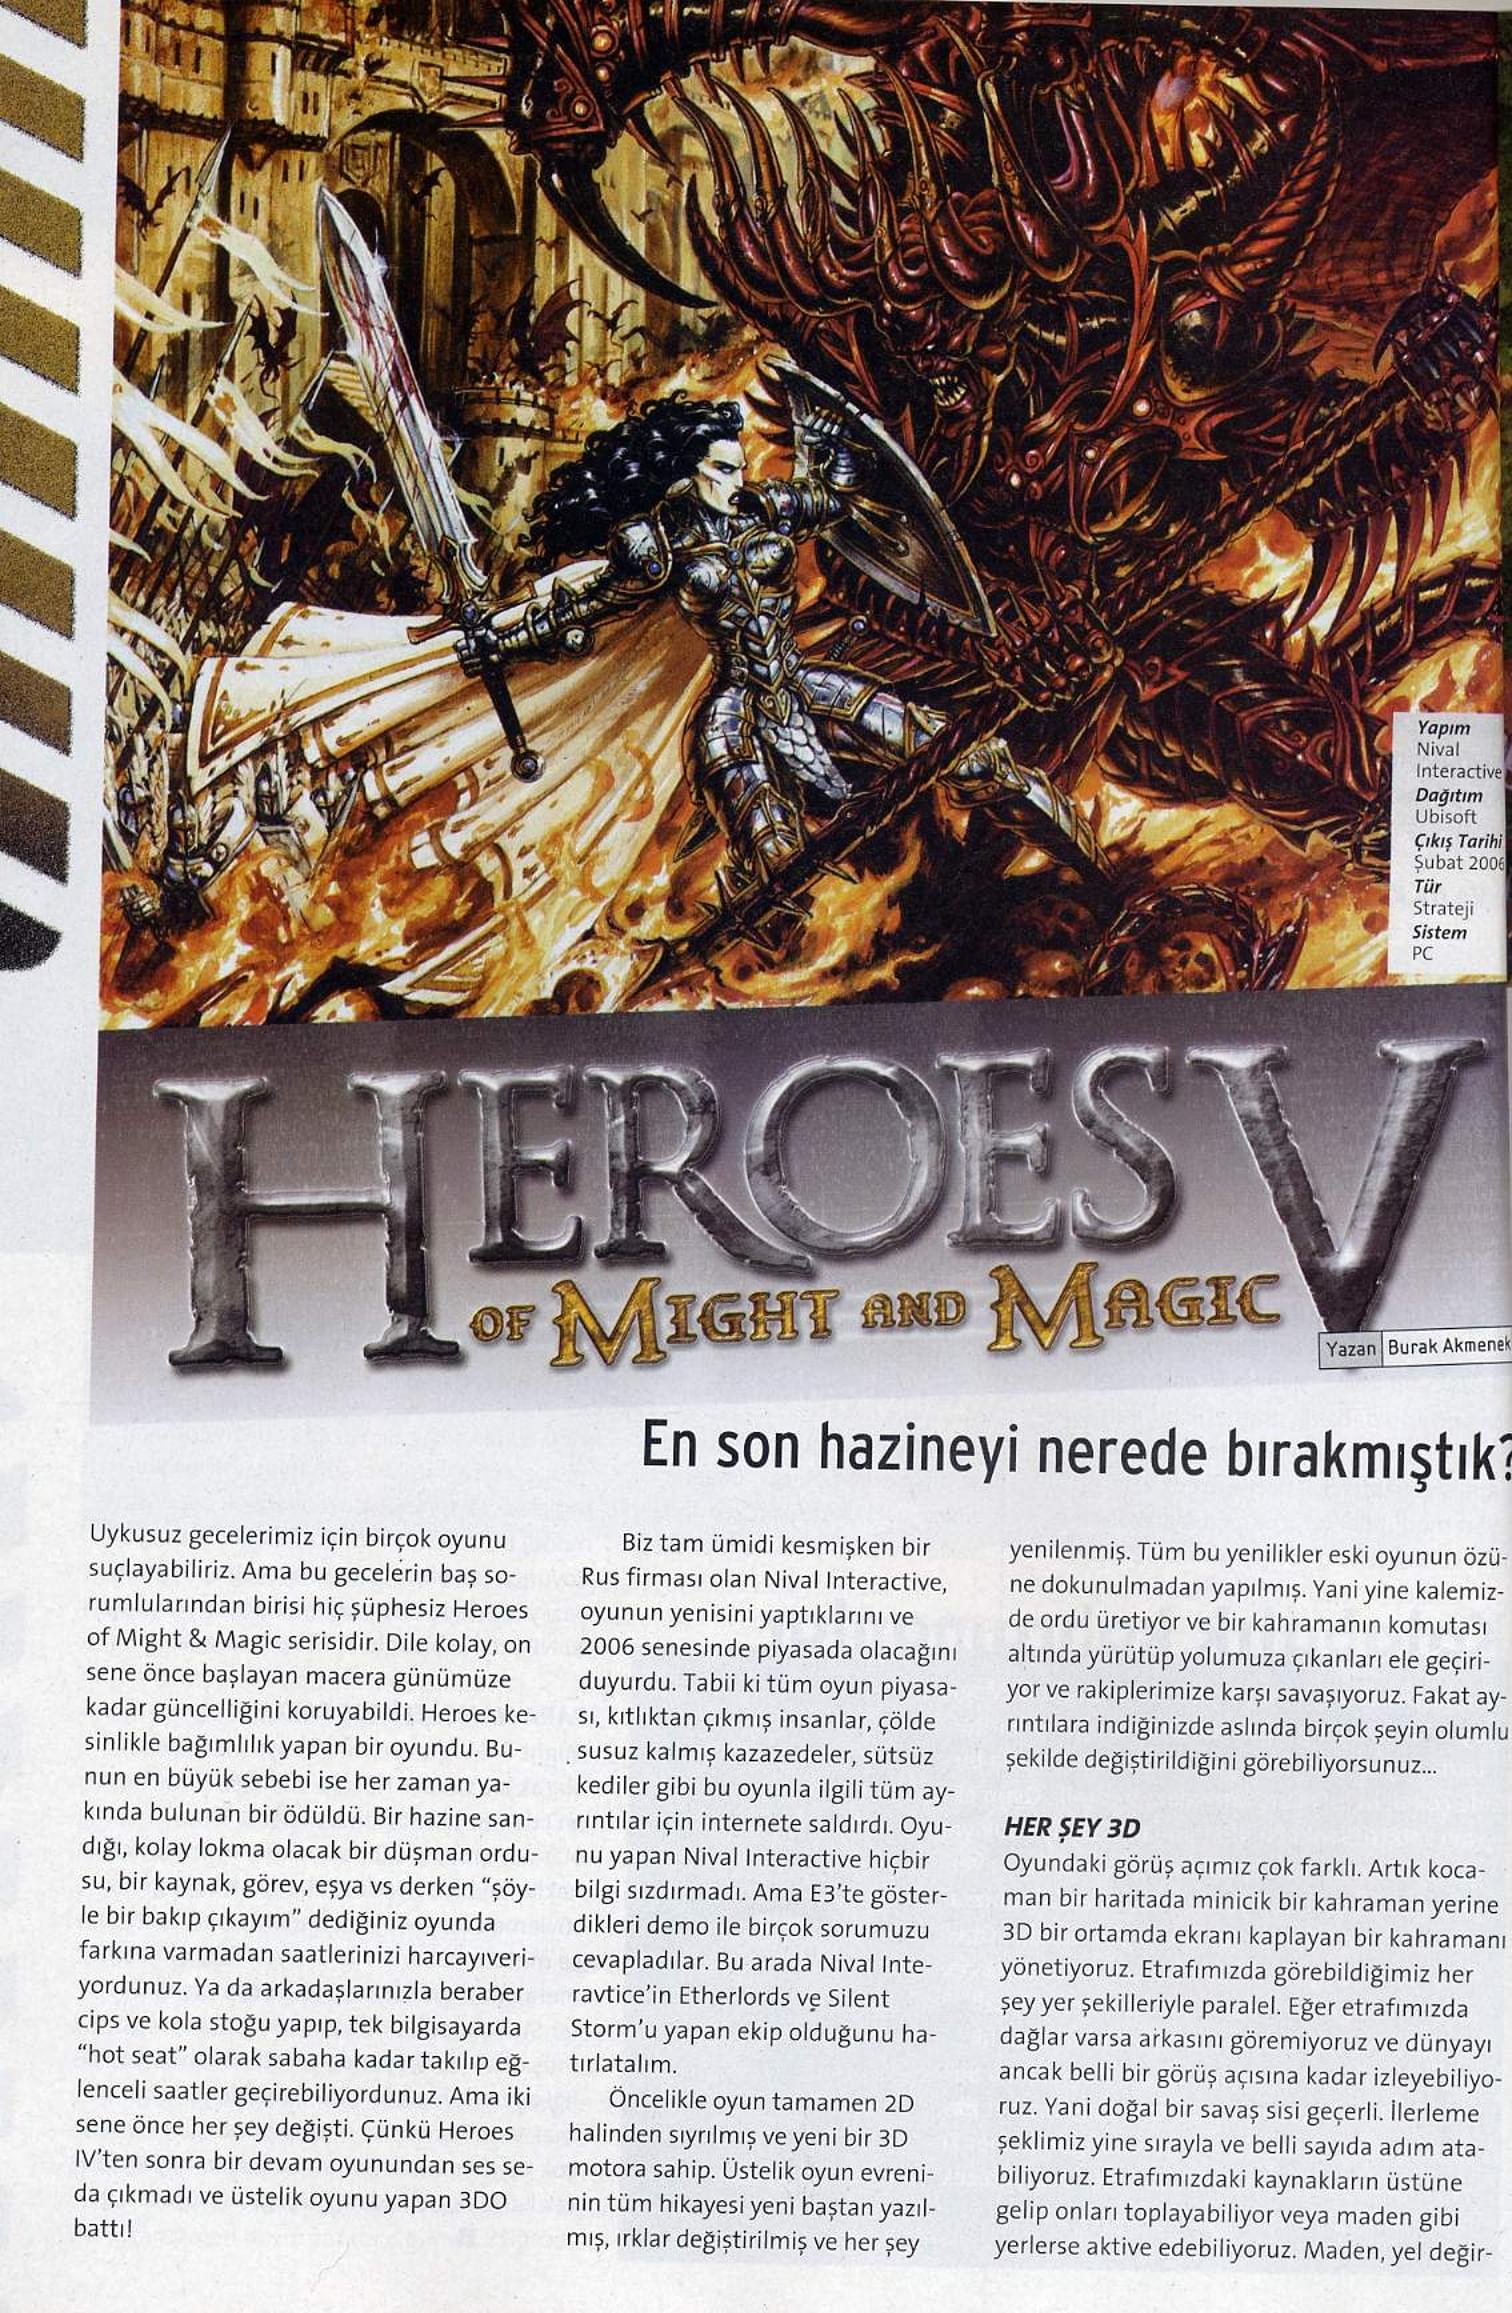 Yapım
Nival
Interactive
Dağıtım
Ubisoft
Çıkış Tarihi
Şubat 2006
Tür
Strateji
Sistem
PC
HEROES V
OF MIGHT AND MAGIC
Yazan Burak Akmenek
En son hazineyi nerede bırakmıştık?
Uykusuz gecelerimiz için birçok oyunu
suçlayabiliriz. Ama bu gecelerin baş so-
rumlularından birisi hiç şüphesiz Heroes
of Might & Magic serisidir. Dile kolay, on
sene önce başlayan macera günümüze
kadar güncelliğini koruyabildi. Heroes ke-
sinlikle bağımlılık yapan bir oyundu. Bu-
nun en büyük sebebi ise her zaman ya-
kında bulunan bir ödüldü. Bir hazine san-
dığı, kolay lokma olacak bir düşman ordu-
su, bir kaynak, görev, eşya vs derken “şöy-
le bir bakıp çıkayım” dediğiniz oyunda
farkına varmadan saatlerinizi harcayıveri-
yordunuz. Ya da arkadaşlarınızla beraber
cips ve kola stoğu yapıp, tek bilgisayarda
“hot seat” olarak sabaha kadar takılıp eğ-
lenceli saatler geçirebiliyordunuz. Ama iki
sene önce her şey değişti. Çünkü Heroes
IV’ten sonra bir devam oyunundan ses se-
da çıkmadı ve üstelik oyunu yapan 3DO
battı!
Biz tam ümidi kesmişken bir
Rus firması olan Nival Interactive,
oyunun yenisini yaptıklarını ve
2006 senesinde piyasada olacağını
duyurdu. Tabii ki tüm oyun piyasa-
sı, kıtlıktan çıkmış insanlar, çölde
susuz kalmış kazazedeler, sütsüz
kediler gibi bu oyunla ilgili tüm ay-
rıntılar için internete saldırdı. Oyu-
nu yapan Nival Interactive hiçbir
bilgi sızdırmadı. Ama E3’te göster-
dikleri demo ile birçok sorumuzu
cevapladılar. Bu arada Nival Inte-
ravtice’in Etherlords ve Silent
Storm’u yapan ekip olduğunu ha-
tırlatalım.
Öncelikle oyun tamamen 2D
halinden sıyrılmış ve yeni bir 3D
motora sahip. Üstelik oyun evreni-
nin tüm hikayesi yeni baştan yazıl-
mış, ırklar değiştirilmiş ve her şey
yenilenmiş. Tüm bu yenilikler eski oyunun özü-
ne dokunulmadan yapılmış. Yani yine kalemiz-
de ordu üretiyor ve bir kahramanın komutası
altında yürütüp yolumuza çıkanları ele geçiri-
yor ve rakiplerimize karşı savaşıyoruz. Fakat ay-
rıntılara indiğinizde aslında birçok şeyin olumlu
şekilde değiştirildiğini görebiliyorsunuz...
HER ŞEY 3D
Oyundaki görüş açımız çok farklı. Artık koca-
man bir haritada minicik bir kahraman yerine
3D bir ortamda ekranı kaplayan bir kahramanı
yönetiyoruz. Etrafımızda görebildiğimiz her
şey yer şekilleriyle paralel. Eğer etrafımızda
dağlar varsa arkasını göremiyoruz ve dünyayı
ancak belli bir görüş açısına kadar izleyebiliyo-
ruz. Yani doğal bir savaş sisi geçerli. İlerleme
şeklimiz yine sırayla ve belli sayıda adım ata-
biliyoruz. Etrafımızdaki kaynakların üstüne
gelip onları toplayabiliyor veya maden gibi
yerlerse aktive edebiliyoruz. Maden, yel değir-